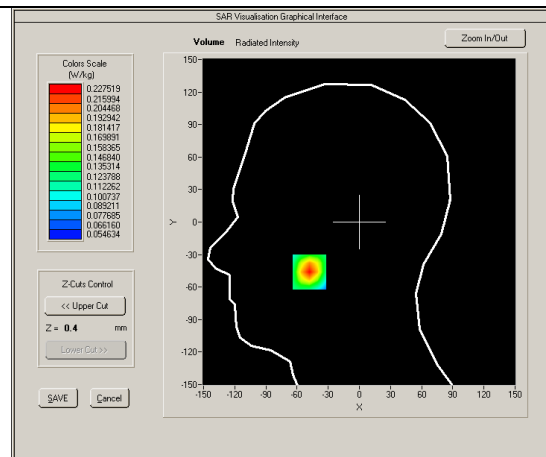 SAR Visualisation Graphical Interface
Volume Radiated Intensity
Zoom In/Out
Colors Scale
(W/kg)
0.227519
0.215994
0.204468
0.192942
0.181417
0.169891
0.158365
0.146840
0.135314
0.123788
0.112262
0.100737
0.089211
0.077685
0.066160
0.054634
Z-Cuts Control
<< Upper Cut
Z = 0.4 mm
Lower Cut >>
SAVE Cancel
150
120
90
60
30
0
-30
-60
-90
-120
-150
Y
-150 -120 -90 -60 -30 0 30 60 90 120 150
X